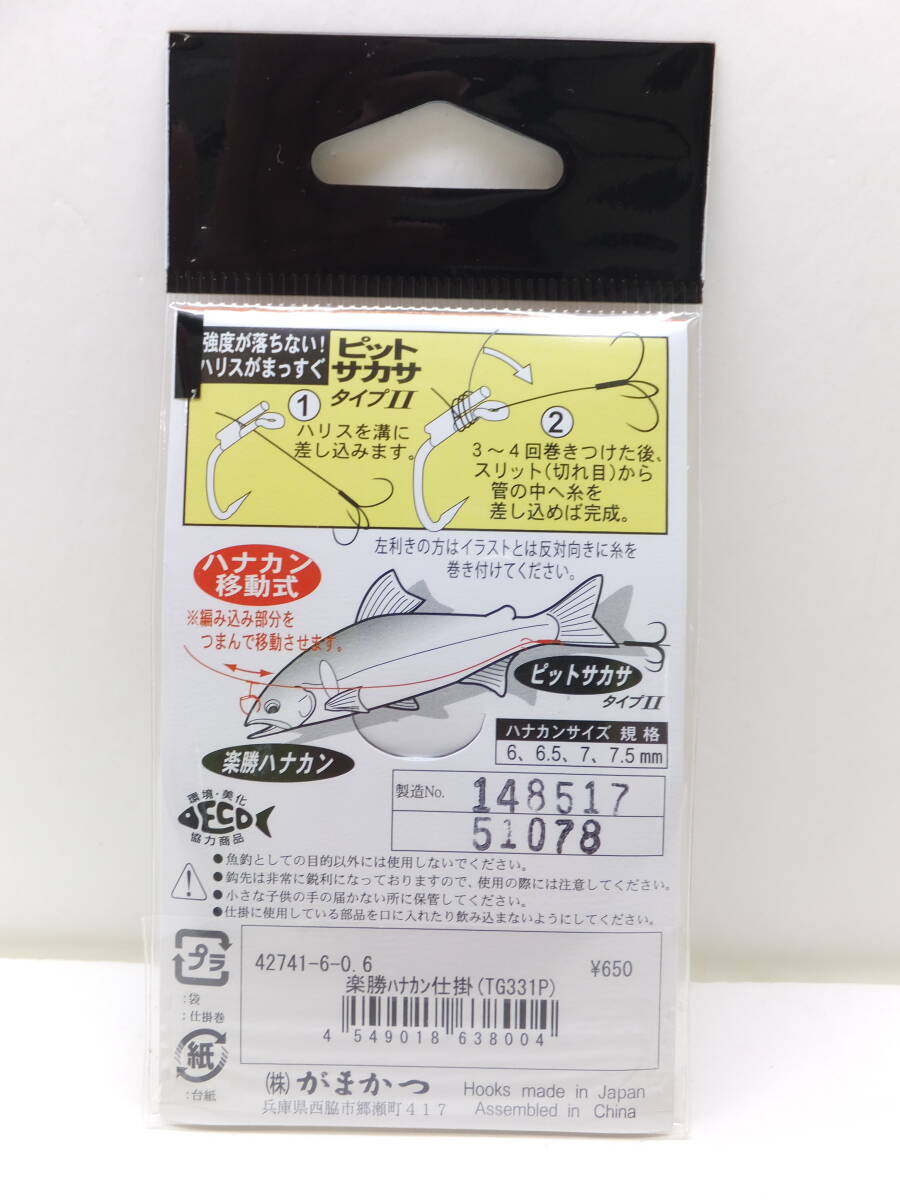 強度が落ちない!
ハリスがまっすぐ
ピット
サカサ
タイプII
①
ハリスを溝に
差し込みます。
②
3～4回巻きつけた後、
スリット(切れ目)から
管の中へ糸を
差し込めば完成。
左利きの方はイラストとは反対向きに糸を
巻き付けてください。
ハナカン
移動式
※編み込み部分を
つまんで移動させます。
ピットサカサ
タイプII
楽勝ハナカン
ハナカンサイズ 規格
6、6.5、7、7.5mm
環境・美化
ECO
協力商品
製造No.
148517
51078
●魚釣としての目的以外には使用しないでください。
●鈎先は非常に鋭利になっておりますので、使用の際には注意してください。
●小さな子供の手の届かない所に保管してください。
●仕掛に使用している部品を口に入れたり飲み込まないようにしてください。
プラ
:袋
:仕掛巻
紙
:台紙
42741-6-0.6
¥650
楽勝ハナカン仕掛(TG331P)
4 549018 638004
(株)がまかつ
兵庫県西脇市郷瀬町417
Hooks made in Japan
Assembled in China